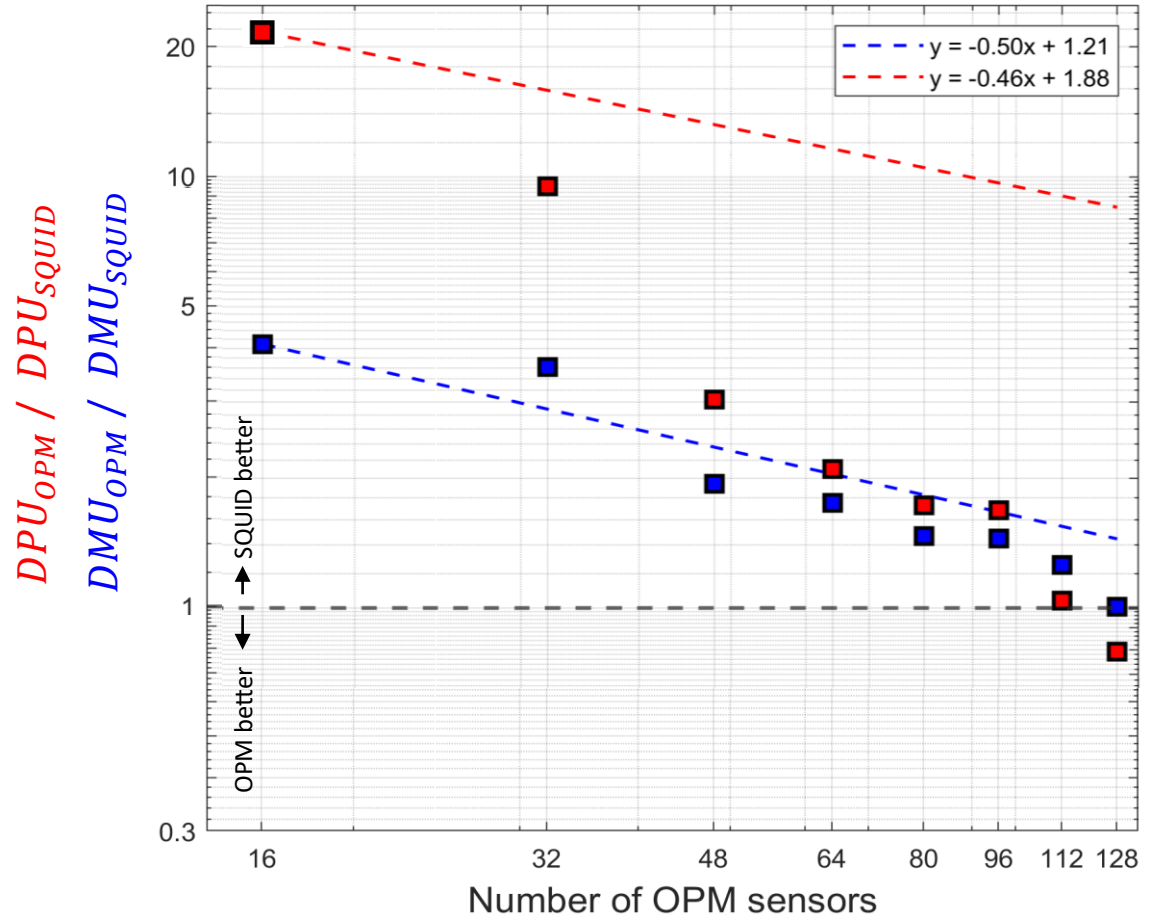 y = -0.50x + 1.21
y = -0.46x + 1.88
20
10
5
1
0.3
DPU_OPM / DPU_SQUID
DMU_OPM / DMU_SQUID
SQUID better
OPM better
16 32 48 64 80 96 112 128
Number of OPM sensors